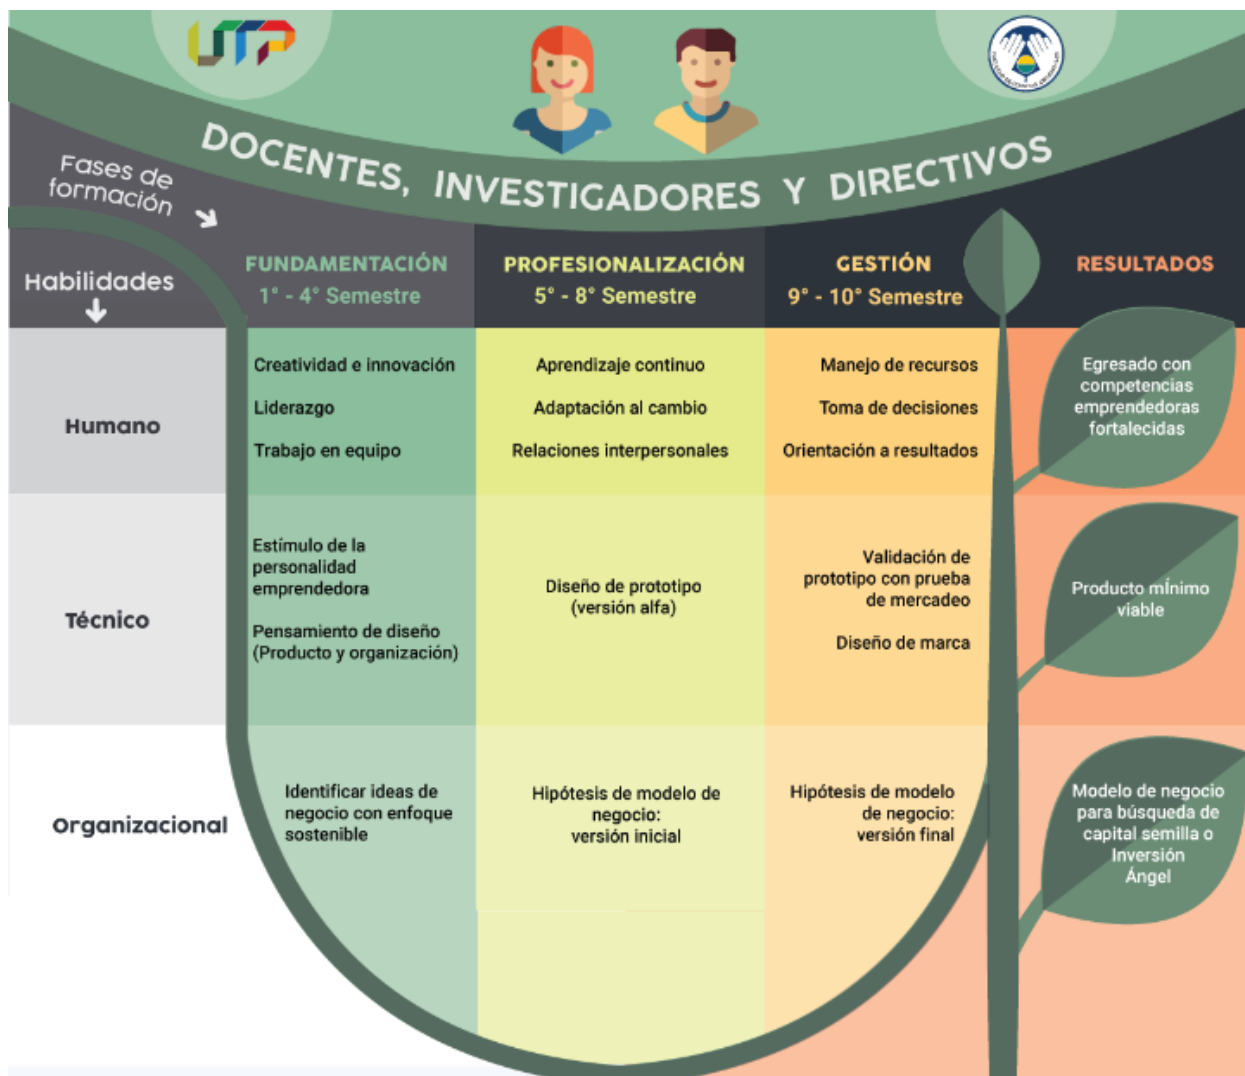 UTP
DOCENTES, INVESTIGADORES Y DIRECTIVOS
Fases de
formación
Habilidades
FUNDAMENTACIÓN
1° - 4° Semestre
PROFESIONALIZACIÓN
5° - 8° Semestre
GESTIÓN
9° - 10° Semestre
RESULTADOS
Humano
Creatividad e innovación
Liderazgo
Trabajo en equipo
Aprendizaje continuo
Adaptación al cambio
Relaciones interpersonales
Manejo de recursos
Toma de decisiones
Orientación a resultados
Egresado con
competencias
emprendedoras
fortalecidas
Técnico
Estímulo de la
personalidad
emprendedora
Pensamiento de diseño
(Producto y organización)
Diseño de prototipo
(versión alfa)
Validación de
prototipo con prueba
de mercadeo
Diseño de marca
Producto mÍnimo
viable
Organizacional
Identificar ideas de
negocio con enfoque
sostenible
Hipótesis de modelo de
negocio:
versión inicial
Hipótesis de modelo
de negocio:
versión final
Modelo de negocio
para búsqueda de
capital semilla o
Inversión
Ángel